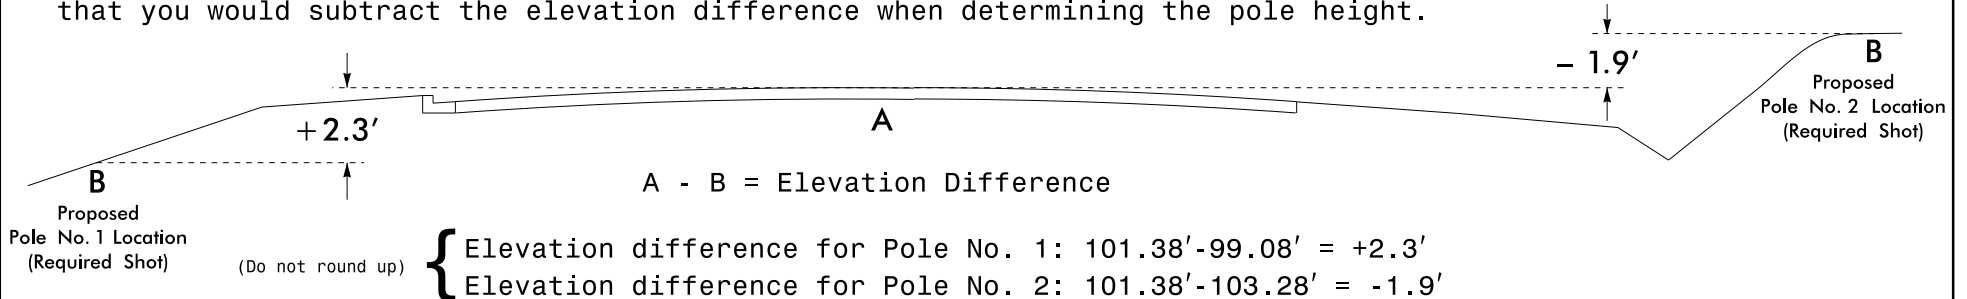 that you would subtract the elevation difference when determining the pole height.
− 1.9′
B
Proposed
Pole No. 2 Location
(Required Shot)
+2.3′
A
B
Proposed
Pole No. 1 Location
(Required Shot)
A - B = Elevation Difference
(Do not round up)
Elevation difference for Pole No. 1: 101.38′-99.08′ = +2.3′
Elevation difference for Pole No. 2: 101.38′-103.28′ = -1.9′